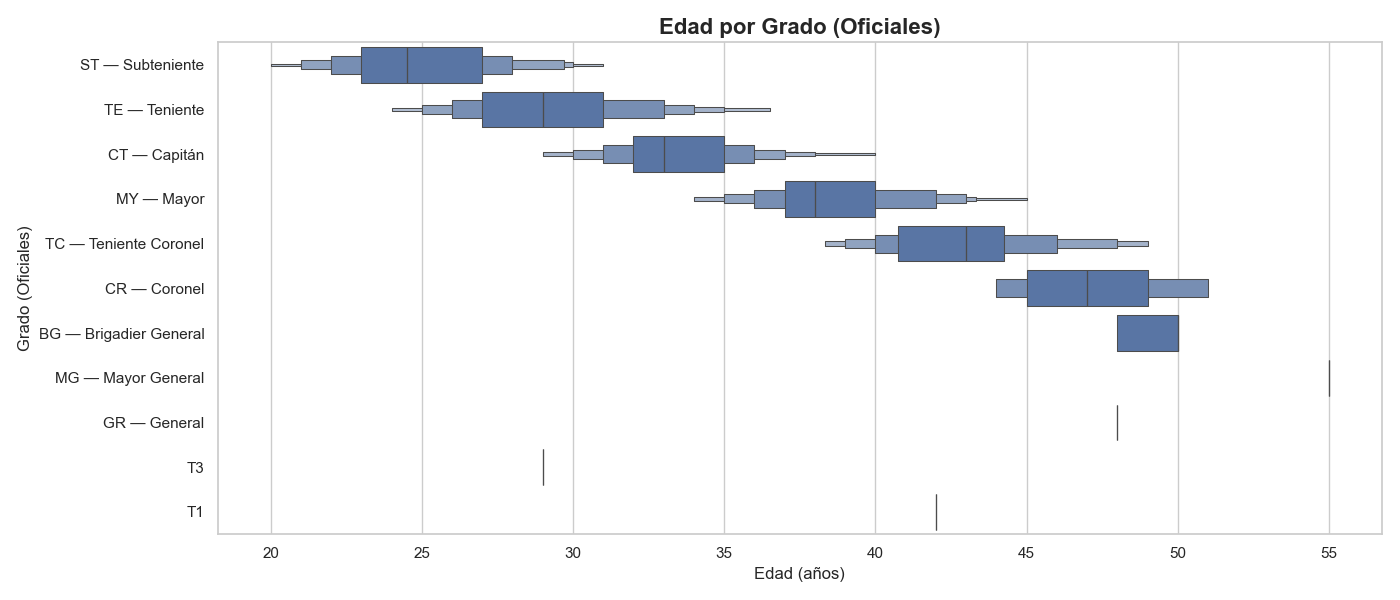 Edad por Grado (Oficiales)
Grado (Oficiales)
ST — Subteniente
TE — Teniente
CT — Capitán
MY — Mayor
TC — Teniente Coronel
CR — Coronel
BG — Brigadier General
MG — Mayor General
GR — General
T3
T1
20 25 30 35 40 45 50 55
Edad (años)